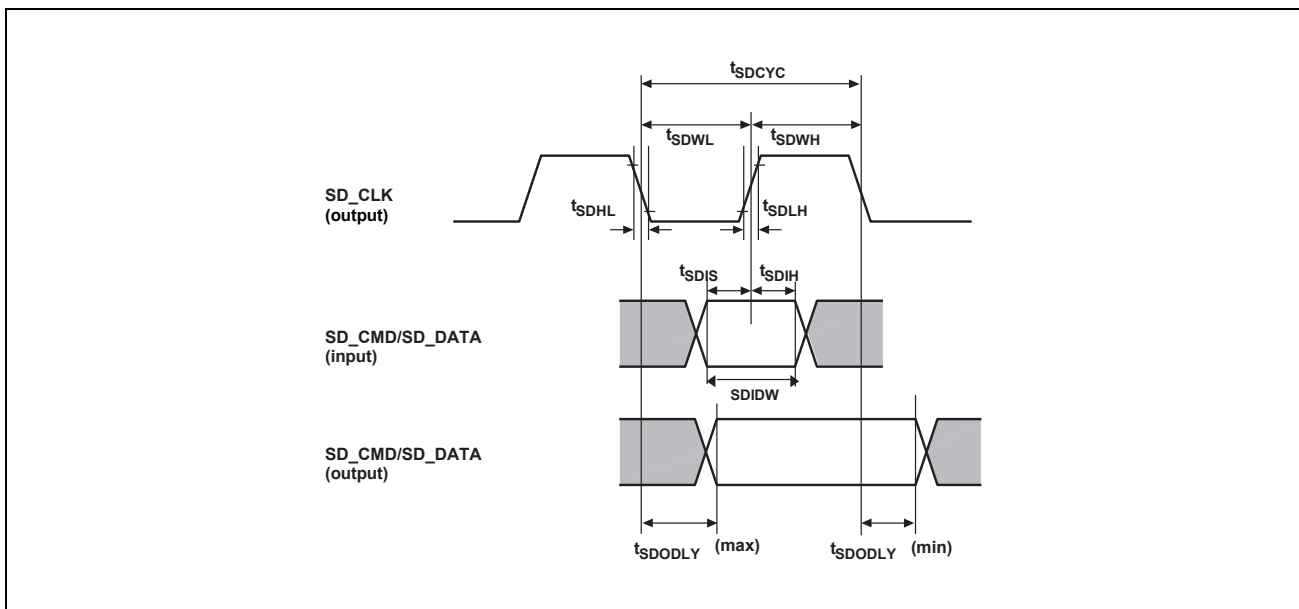 tSDCYC
tSDWL
tSDWH
SD_CLK
(output)
tSDHL
tSDLH
tSDIS
tSDIH
SD_CMD/SD_DATA
(input)
SDIDW
SD_CMD/SD_DATA
(output)
tSDODLY (max)
tSDODLY (min)